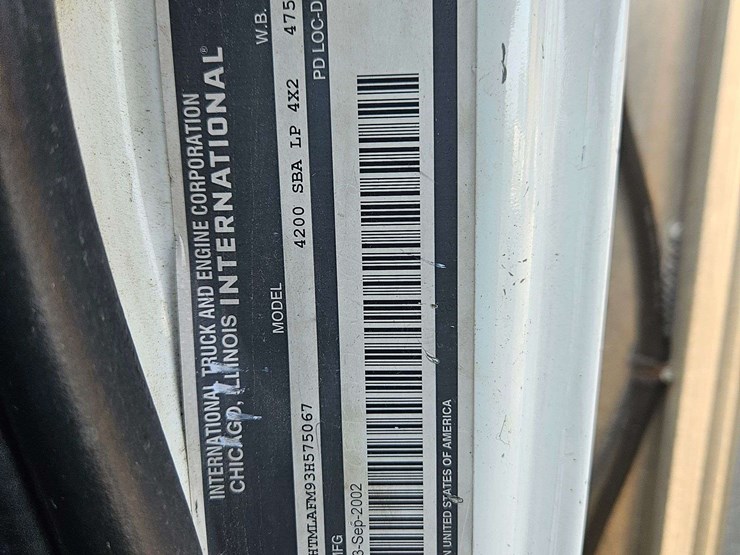 INTERNATIONAL TRUCK AND ENGINE CORPORATION
CHICAGO, ILLINOIS INTERNATIONAL®
MODEL W.B.
4200 SBA LP 4X2 475
HTMLAFM93H575067 PD LOC-D
MFG
3-Sep-2002
N UNITED STATES OF AMERICA